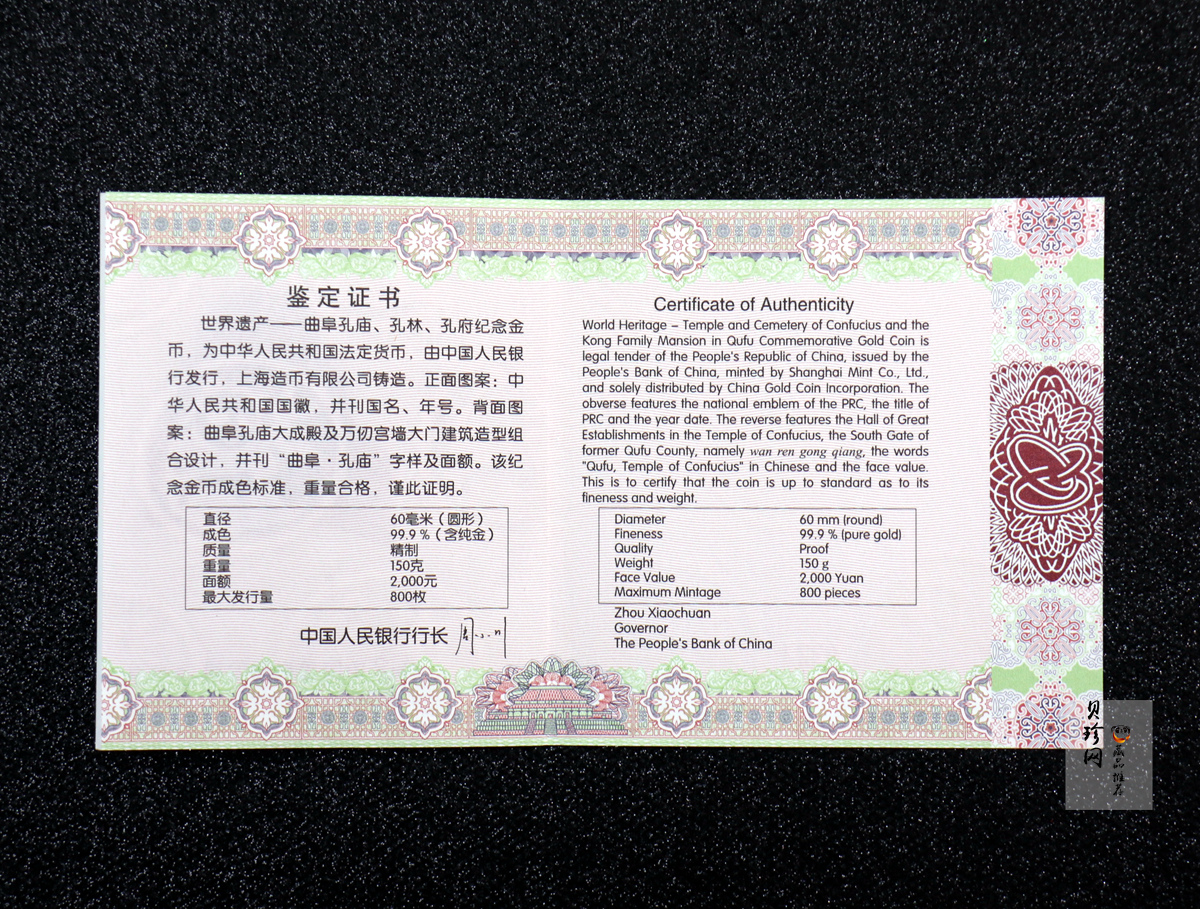 鉴定证书
世界遗产——曲阜孔庙、孔林、孔府纪念金
币，为中华人民共和国法定货币，由中国人民银
行发行，上海造币有限公司铸造。正面图案：中
华人民共和国国徽，并刊国名、年号。背面图
案：曲阜孔庙大成殿及万仞宫墙大门建筑造型组
合设计，并刊“曲阜·孔庙”字样及面额。该纪
念金币成色标准，重量合格，谨此证明。
直径 60毫米（圆形）
成色 99.9 %（含纯金）
质量 精制
重量 150克
面额 2,000元
最大发行量 800枚
中国人民银行行长 周小川
Certificate of Authenticity
World Heritage – Temple and Cemetery of Confucius and the
Kong Family Mansion in Qufu Commemorative Gold Coin is
legal tender of the People's Republic of China, issued by the
People's Bank of China, minted by Shanghai Mint Co., Ltd.,
and solely distributed by China Gold Coin Incorporation. The
obverse features the national emblem of the PRC, the title of
PRC and the year date. The reverse features the Hall of Great
Establishments in the Temple of Confucius, the South Gate of
former Qufu County, namely wan ren gong qiang, the words
"Qufu, Temple of Confucius" in Chinese and the face value.
This is to certify that the coin is up to standard as to its
fineness and weight.
Diameter 60 mm (round)
Fineness 99.9 % (pure gold)
Quality Proof
Weight 150 g
Face Value 2,000 Yuan
Maximum Mintage 800 pieces
Zhou Xiaochuan
Governor
The People's Bank of China
贝珍网
藏品推荐